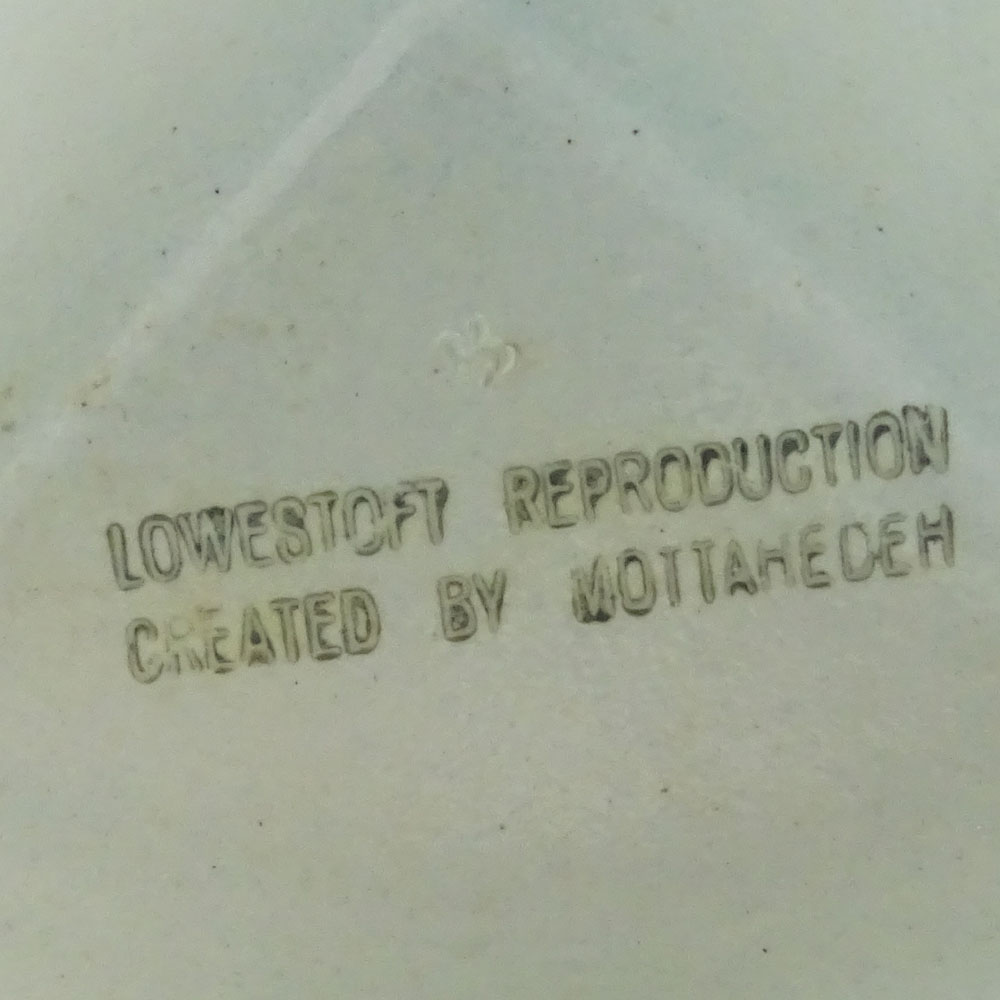 LOWESTOFT REPRODUCTION
CREATED BY MOTTAHEDEH